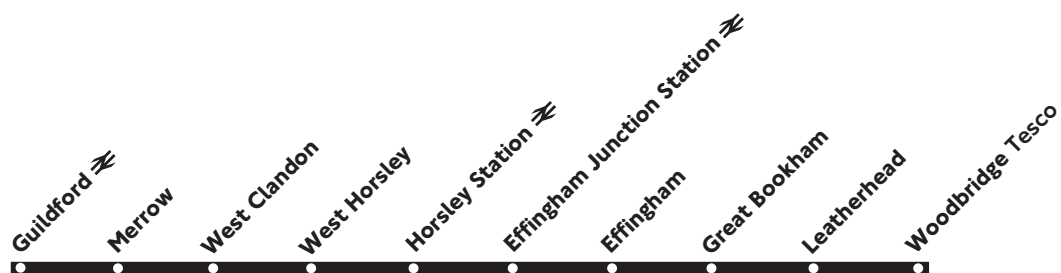 Guildford
Merrow
West Clandon
West Horsley
Horsley Station
Effingham Junction Station
Effingham
Great Bookham
Leatherhead
Woodbridge Tesco